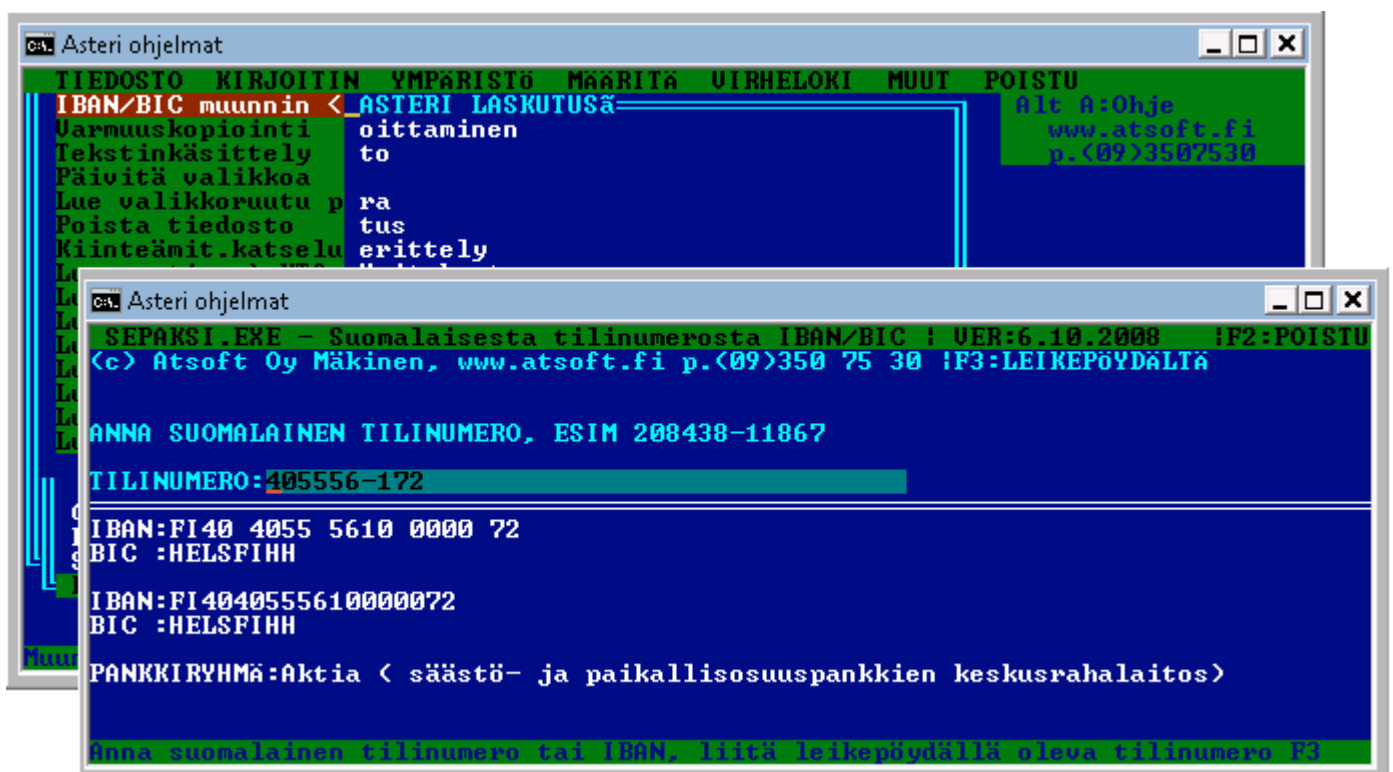 Asteri ohjelmat
TIEDOSTO KIRJOITIN YMPäRISTö MääRITä VIRHELOKI MUUT POISTU
IBAN/BIC muunnin < ASTERI LASKUTUSä Alt A:Ohje
Varmuuskopiointi oittaminen www.atsoft.fi
Tekstinkäsittely to p.(09)3507530
Päivitä valikkoa
Lue valikkoruutu p ra
Poista tiedosto tus
Kiinteämit.katselu erittely
Asteri ohjelmat
SEPAKSI.EXE - Suomalaisesta tilinumerosta IBAN/BIC ¦ VER:6.10.2008 ¦F2:POISTU
(c) Atsoft Oy Mäkinen, www.atsoft.fi p.(09)350 75 30 ¦F3:LEIKEPöYDäLTä
ANNA SUOMALAINEN TILINUMERO, ESIM 208438-11867
TILINUMERO:405556-172
IBAN:FI40 4055 5610 0000 72
BIC :HELSFIHH
IBAN:FI4040555610000072
BIC :HELSFIHH
PANKKIRYHMä:Aktia ( säästö- ja paikallisosuuspankkien keskusrahalaitos)
Anna suomalainen tilinumero tai IBAN, liitä leikepöydällä oleva tilinumero F3